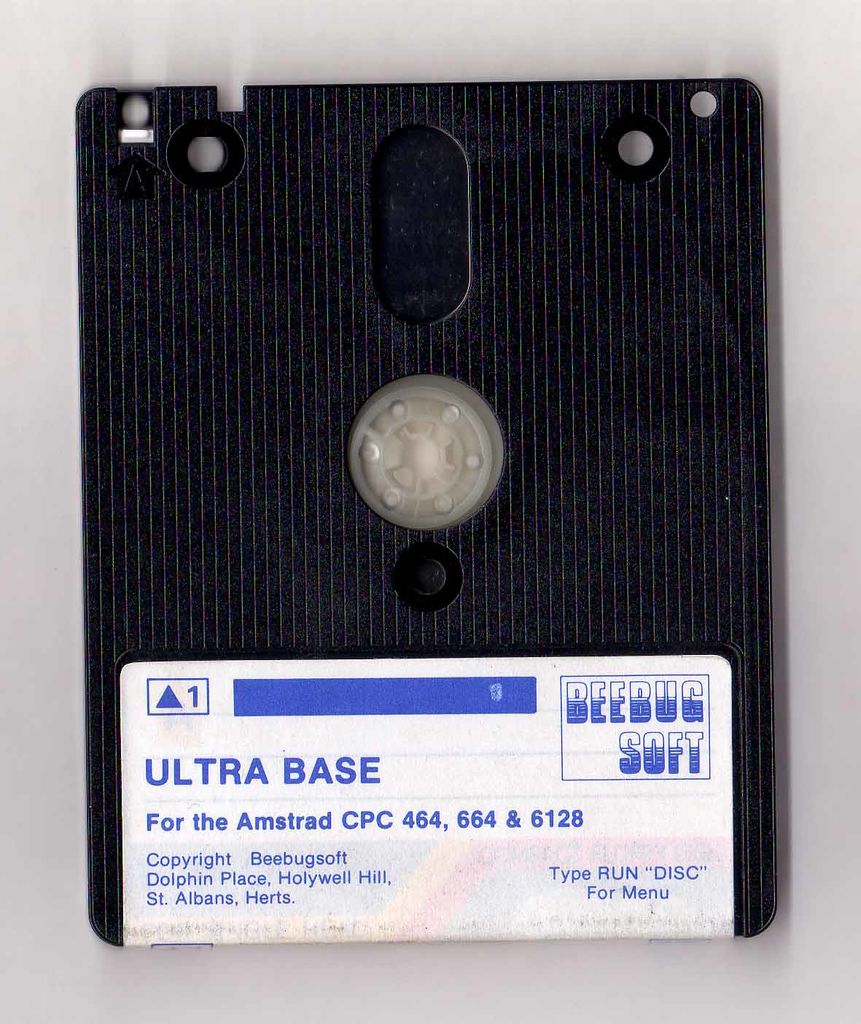 ▲1
BEEBUG
SOFT
ULTRA BASE
For the Amstrad CPC 464, 664 & 6128
Copyright Beebugsoft
Dolphin Place, Holywell Hill,
St. Albans, Herts.
Type RUN "DISC"
For Menu